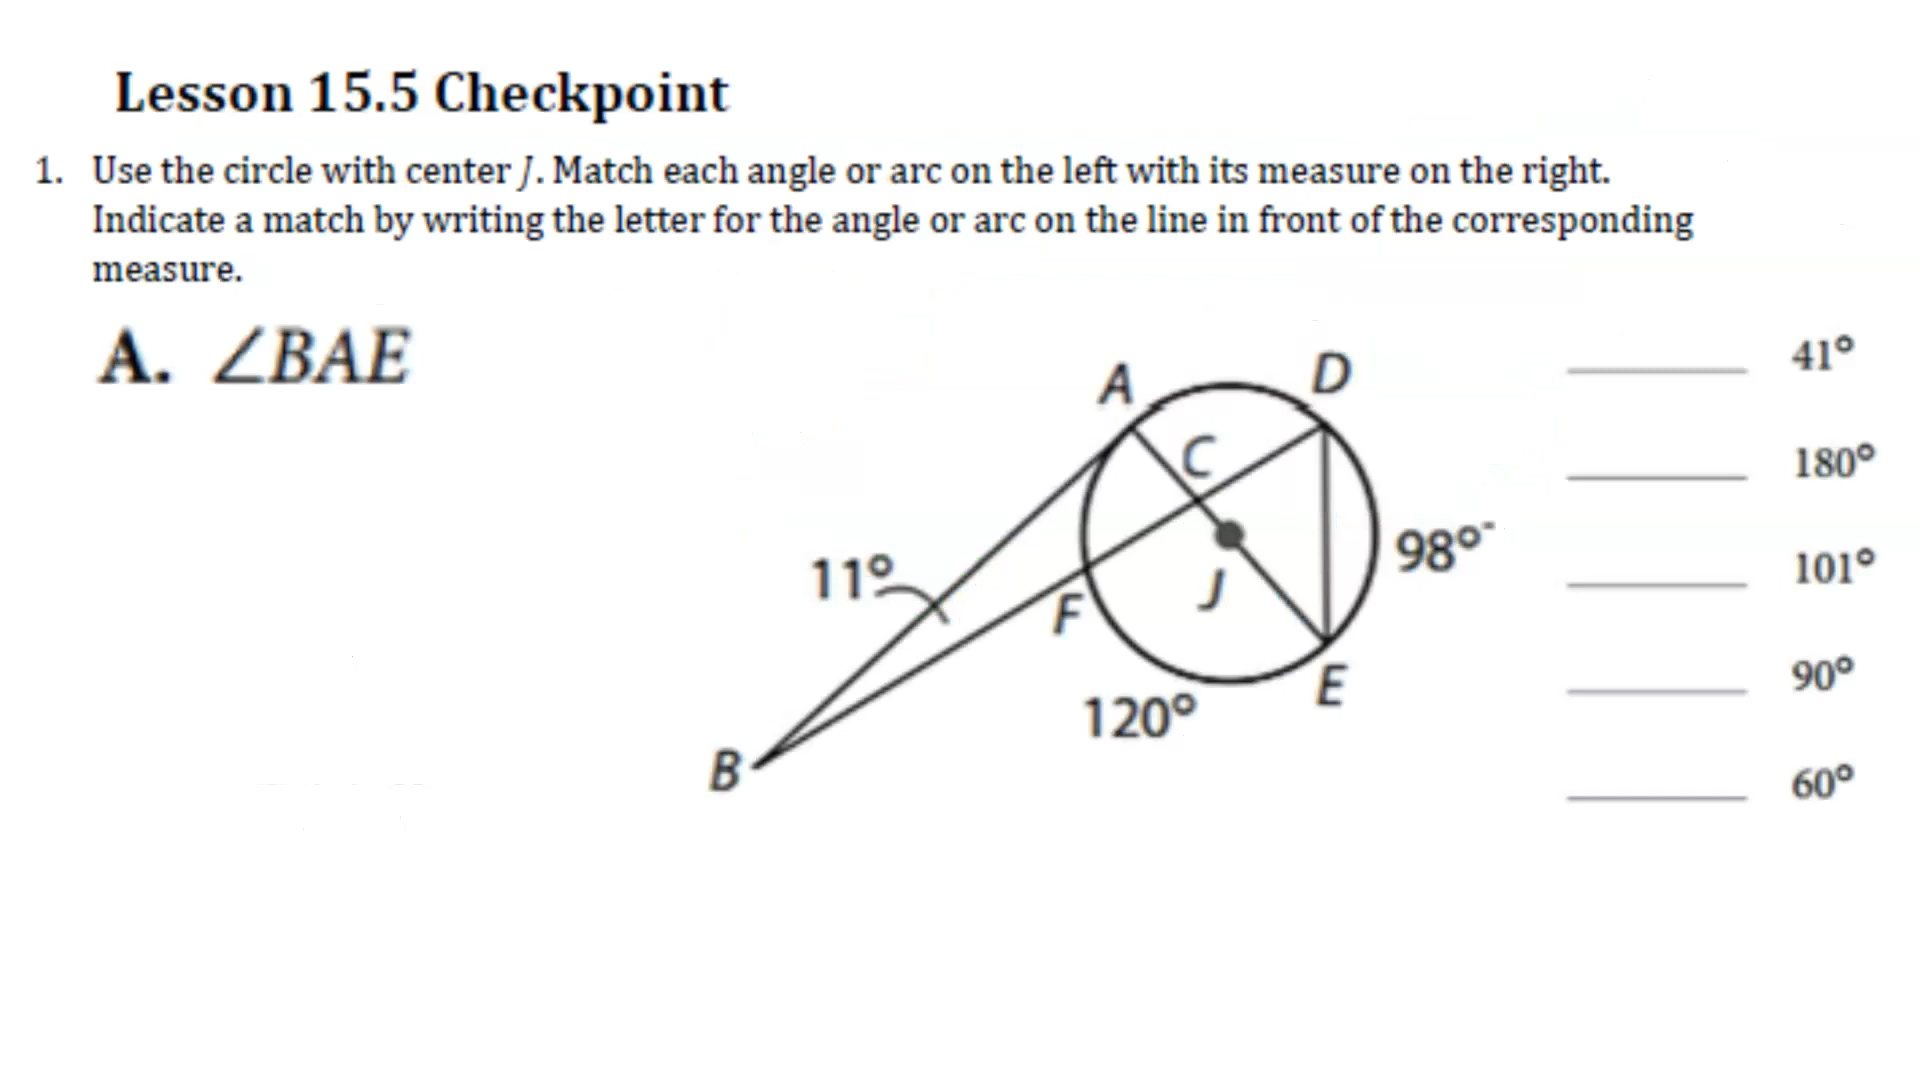 Lesson 15.5 Checkpoint
1. Use the circle with center J. Match each angle or arc on the left with its measure on the right.
Indicate a match by writing the letter for the angle or arc on the line in front of the corresponding
measure.
A. ∠BAE
A
D
C
11°
98°
F
J
E
120°
B
41°
180°
101°
90°
60°